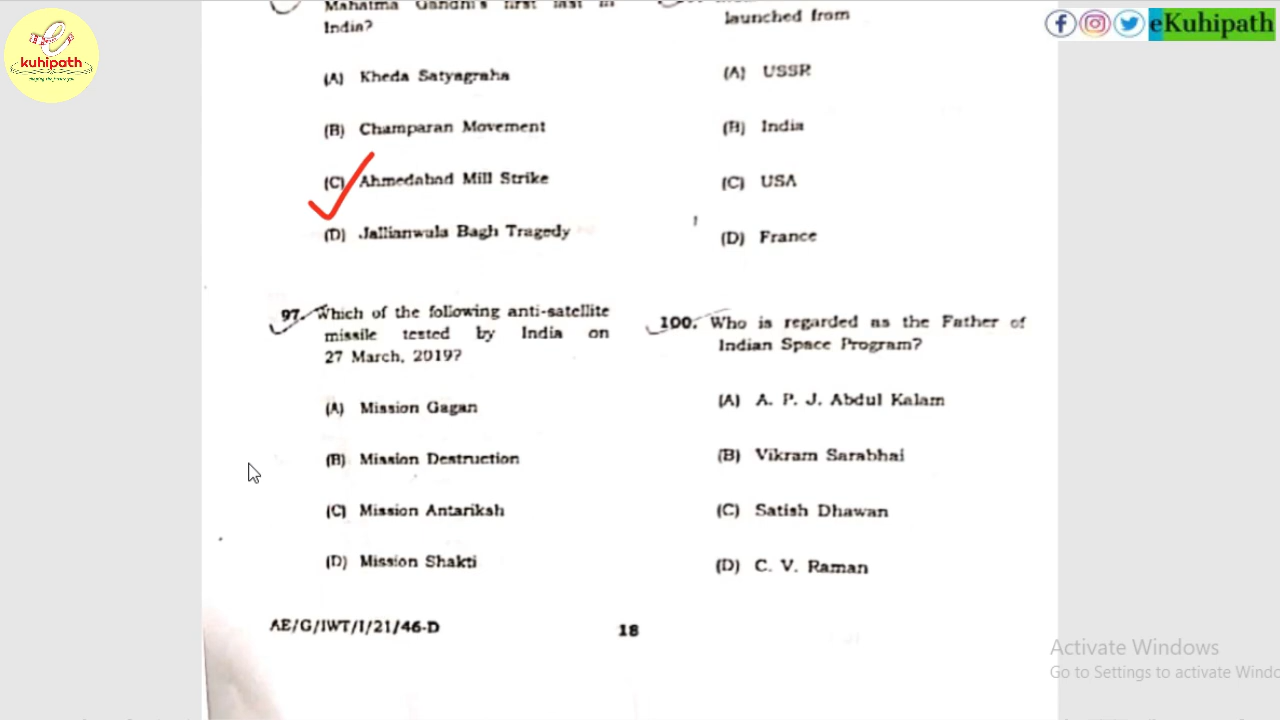 kuhipath
eKuhipath
Mahatma Gandhi's first fast in
India?
(A) Kheda Satyagraha
(B) Champaran Movement
(C) Ahmedabad Mill Strike
(D) Jallianwala Bagh Tragedy
97. Which of the following anti-satellite
missile tested by India on
27 March, 2019?
(A) Mission Gagan
(B) Mission Destruction
(C) Mission Antariksh
(D) Mission Shakti
AE/G/IWT/I/21/46-D
18
launched from
(A) USSR
(B) India
(C) USA
(D) France
100. Who is regarded as the Father of
Indian Space Program?
(A) A. P. J. Abdul Kalam
(B) Vikram Sarabhai
(C) Satish Dhawan
(D) C. V. Raman
Activate Windows
Go to Settings to activate Windo